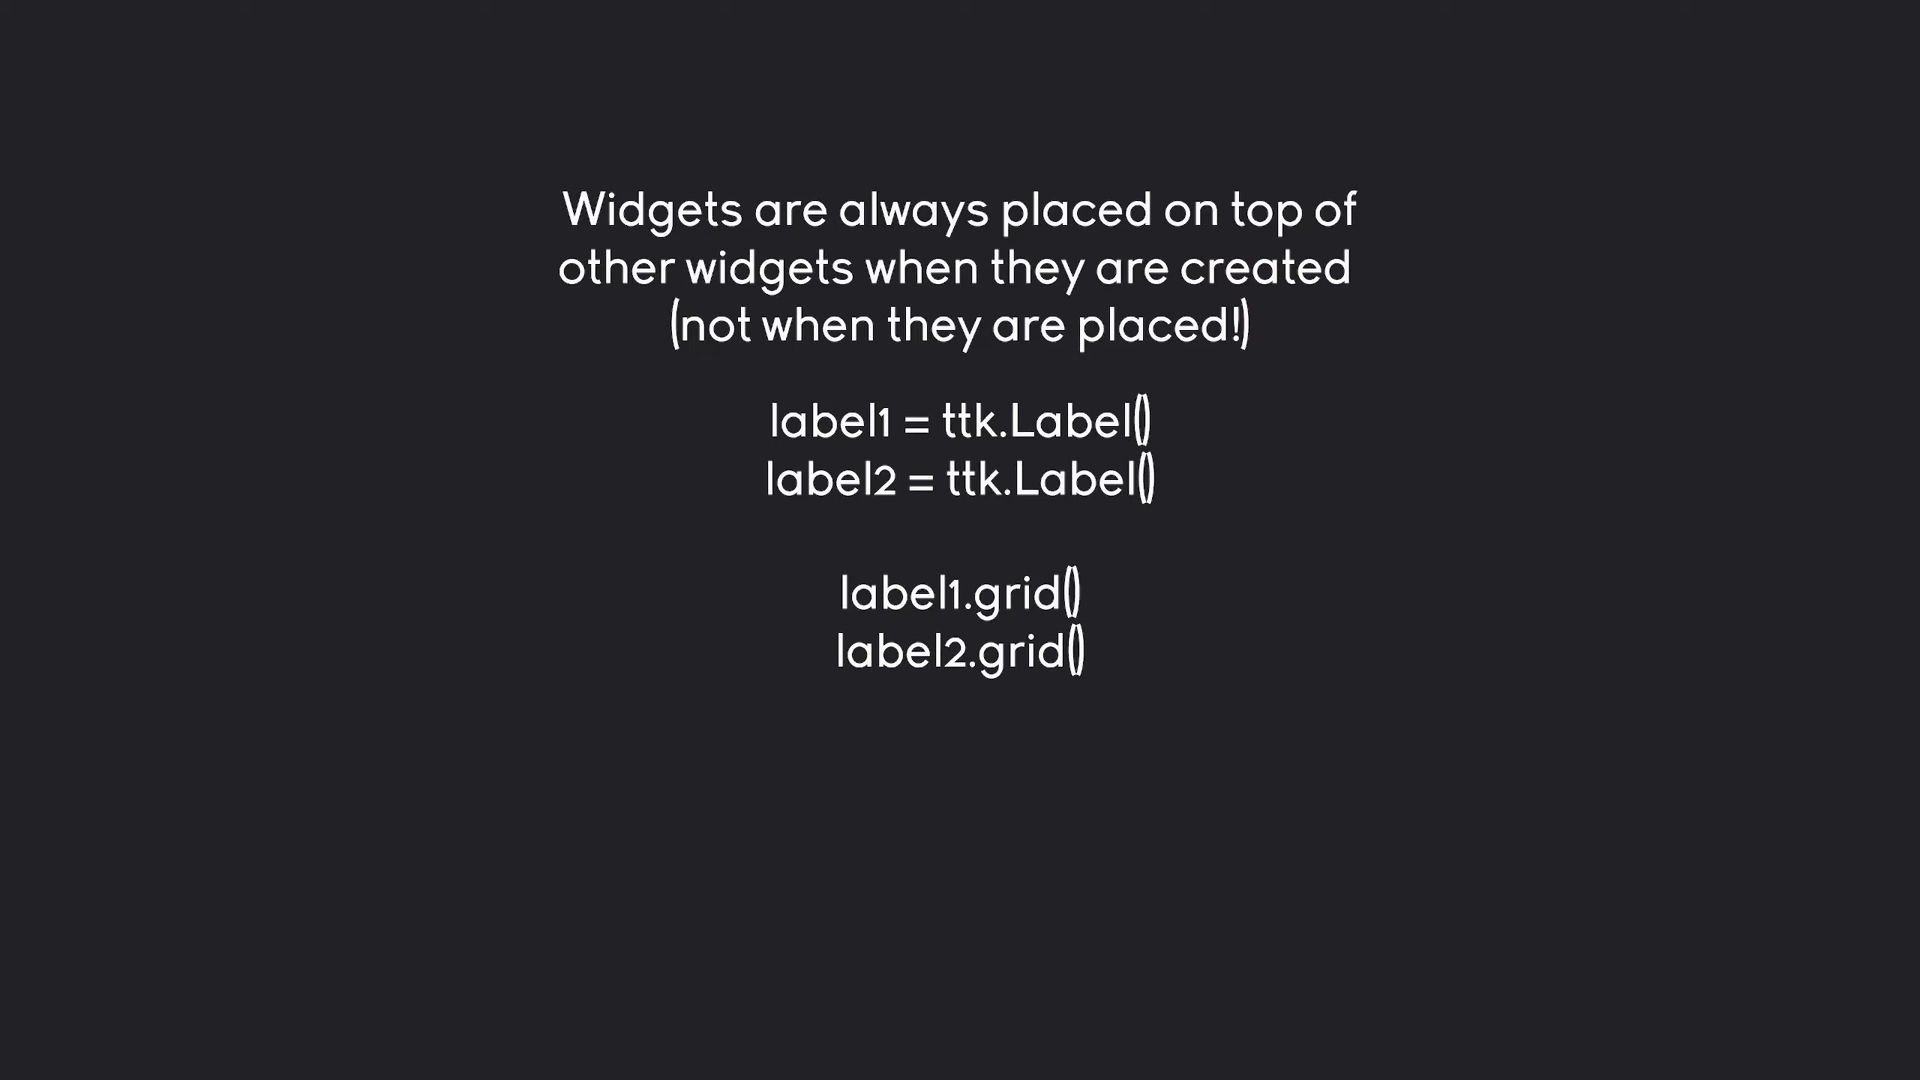 Widgets are always placed on top of
other widgets when they are created
(not when they are placed!)
label1 = ttk.Label()
label2 = ttk.Label()
label1.grid()
label2.grid()